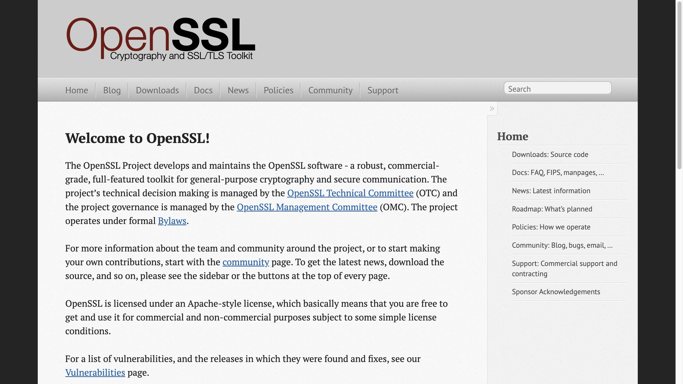 OpenSSL
Cryptography and SSL/TLS Toolkit
Home Blog Downloads Docs News Policies Community Support
Search
Welcome to OpenSSL!
The OpenSSL Project develops and maintains the OpenSSL software - a robust, commercial-
grade, full-featured toolkit for general-purpose cryptography and secure communication. The
project's technical decision making is managed by the OpenSSL Technical Committee (OTC) and
the project governance is managed by the OpenSSL Management Committee (OMC). The project
operates under formal Bylaws.
For more information about the team and community around the project, or to start making
your own contributions, start with the community page. To get the latest news, download the
source, and so on, please see the sidebar or the buttons at the top of every page.
OpenSSL is licensed under an Apache-style license, which basically means that you are free to
get and use it for commercial and non-commercial purposes subject to some simple license
conditions.
For a list of vulnerabilities, and the releases in which they were found and fixes, see our
Vulnerabilities page.
»
Home
Downloads: Source code
Docs: FAQ, FIPS, manpages, ...
News: Latest information
Roadmap: What's planned
Policies: How we operate
Community: Blog, bugs, email, ...
Support: Commercial support and
contracting
Sponsor Acknowledgements